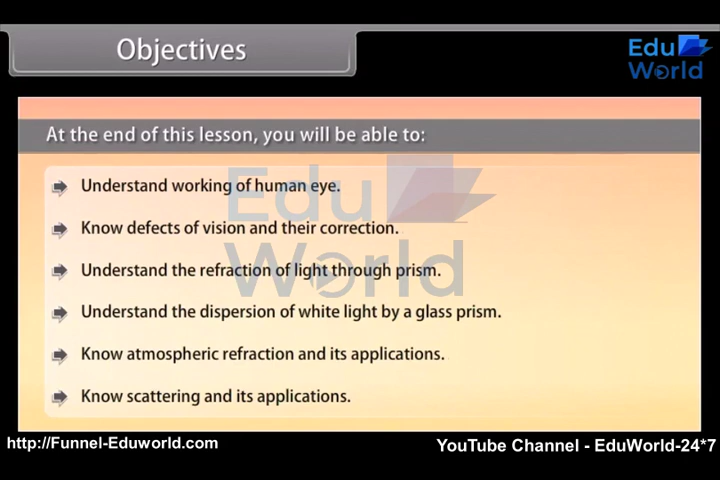 Objectives
Edu
World
At the end of this lesson, you will be able to:
Understand working of human eye.
Know defects of vision and their correction.
Understand the refraction of light through prism.
Understand the dispersion of white light by a glass prism.
Know atmospheric refraction and its applications.
Know scattering and its applications.
Edu
World
http://Funnel-Eduworld.com
YouTube Channel - EduWorld-24*7